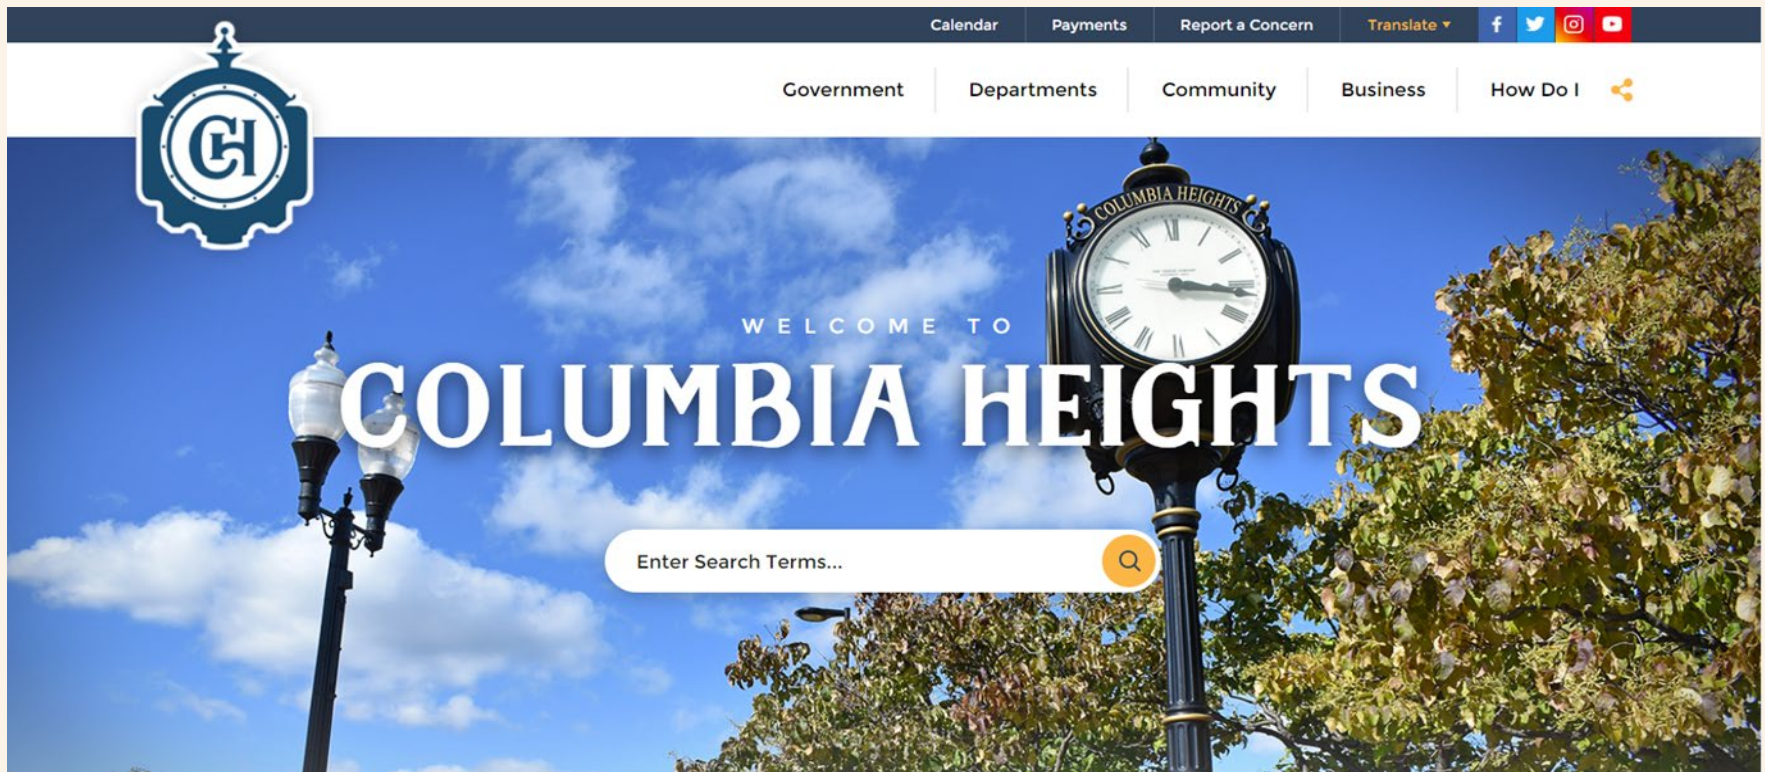 Calendar
Payments
Report a Concern
Translate
Government
Departments
Community
Business
How Do I
CH
COLUMBIA HEIGHTS
WELCOME TO
COLUMBIA HEIGHTS
Enter Search Terms...